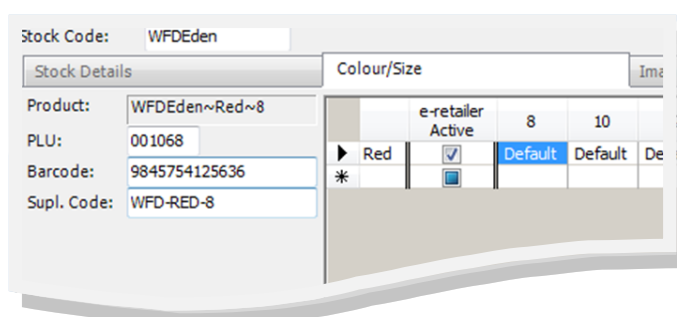 Stock Code: WFDEden
Stock Details Colour/Size Ima
Product: WFDEden~Red~8
e-retailer Active 8 10
PLU: 001068
Red Default Default De
Barcode: 9845754125636
*
Supl. Code: WFD-RED-8